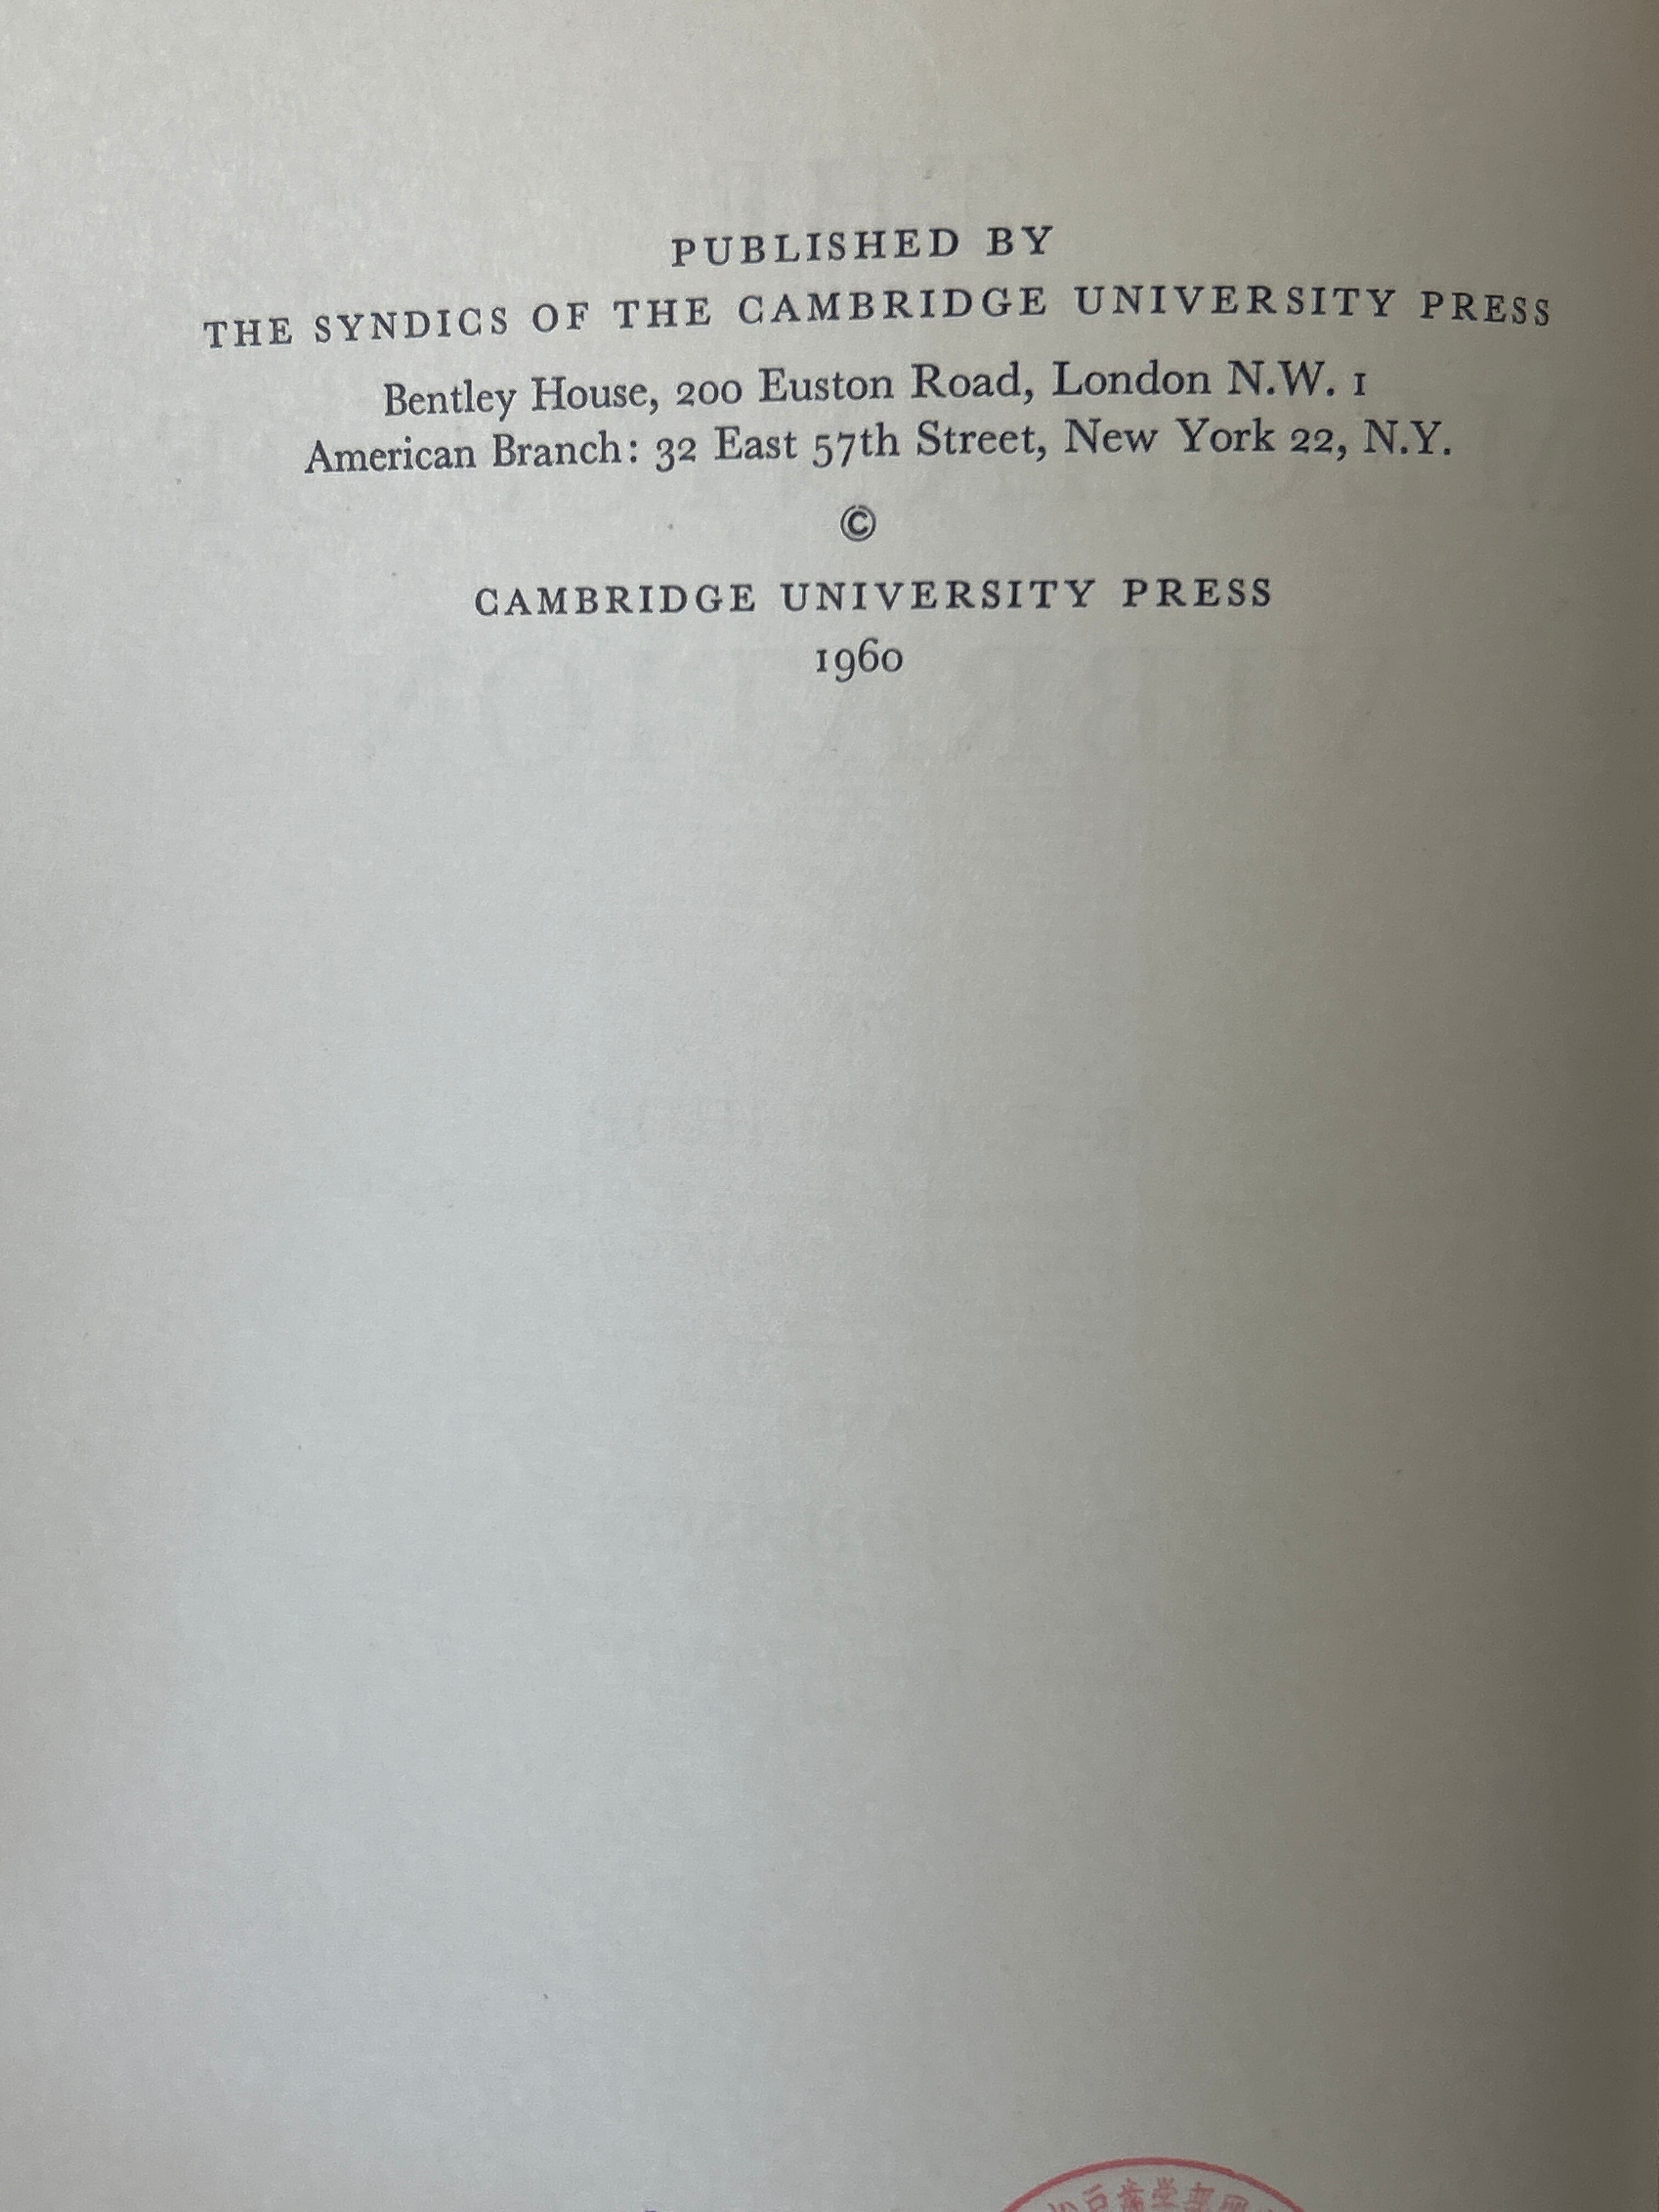 PUBLISHED BY
THE SYNDICS OF THE CAMBRIDGE UNIVERSITY PRESS
Bentley House, 200 Euston Road, London N.W. 1
American Branch: 32 East 57th Street, New York 22, N.Y.
©
CAMBRIDGE UNIVERSITY PRESS
1960